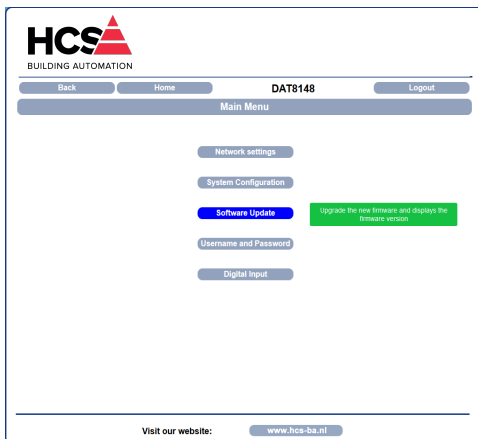 HCS
BUILDING AUTOMATION
Back Home DAT8148 Logout
Main Menu
Network settings
System Configuration
Software Update
Upgrade the new firmware and displays the
firmware version
Username and Password
Digital Input
Visit our website: www.hcs-ba.nl